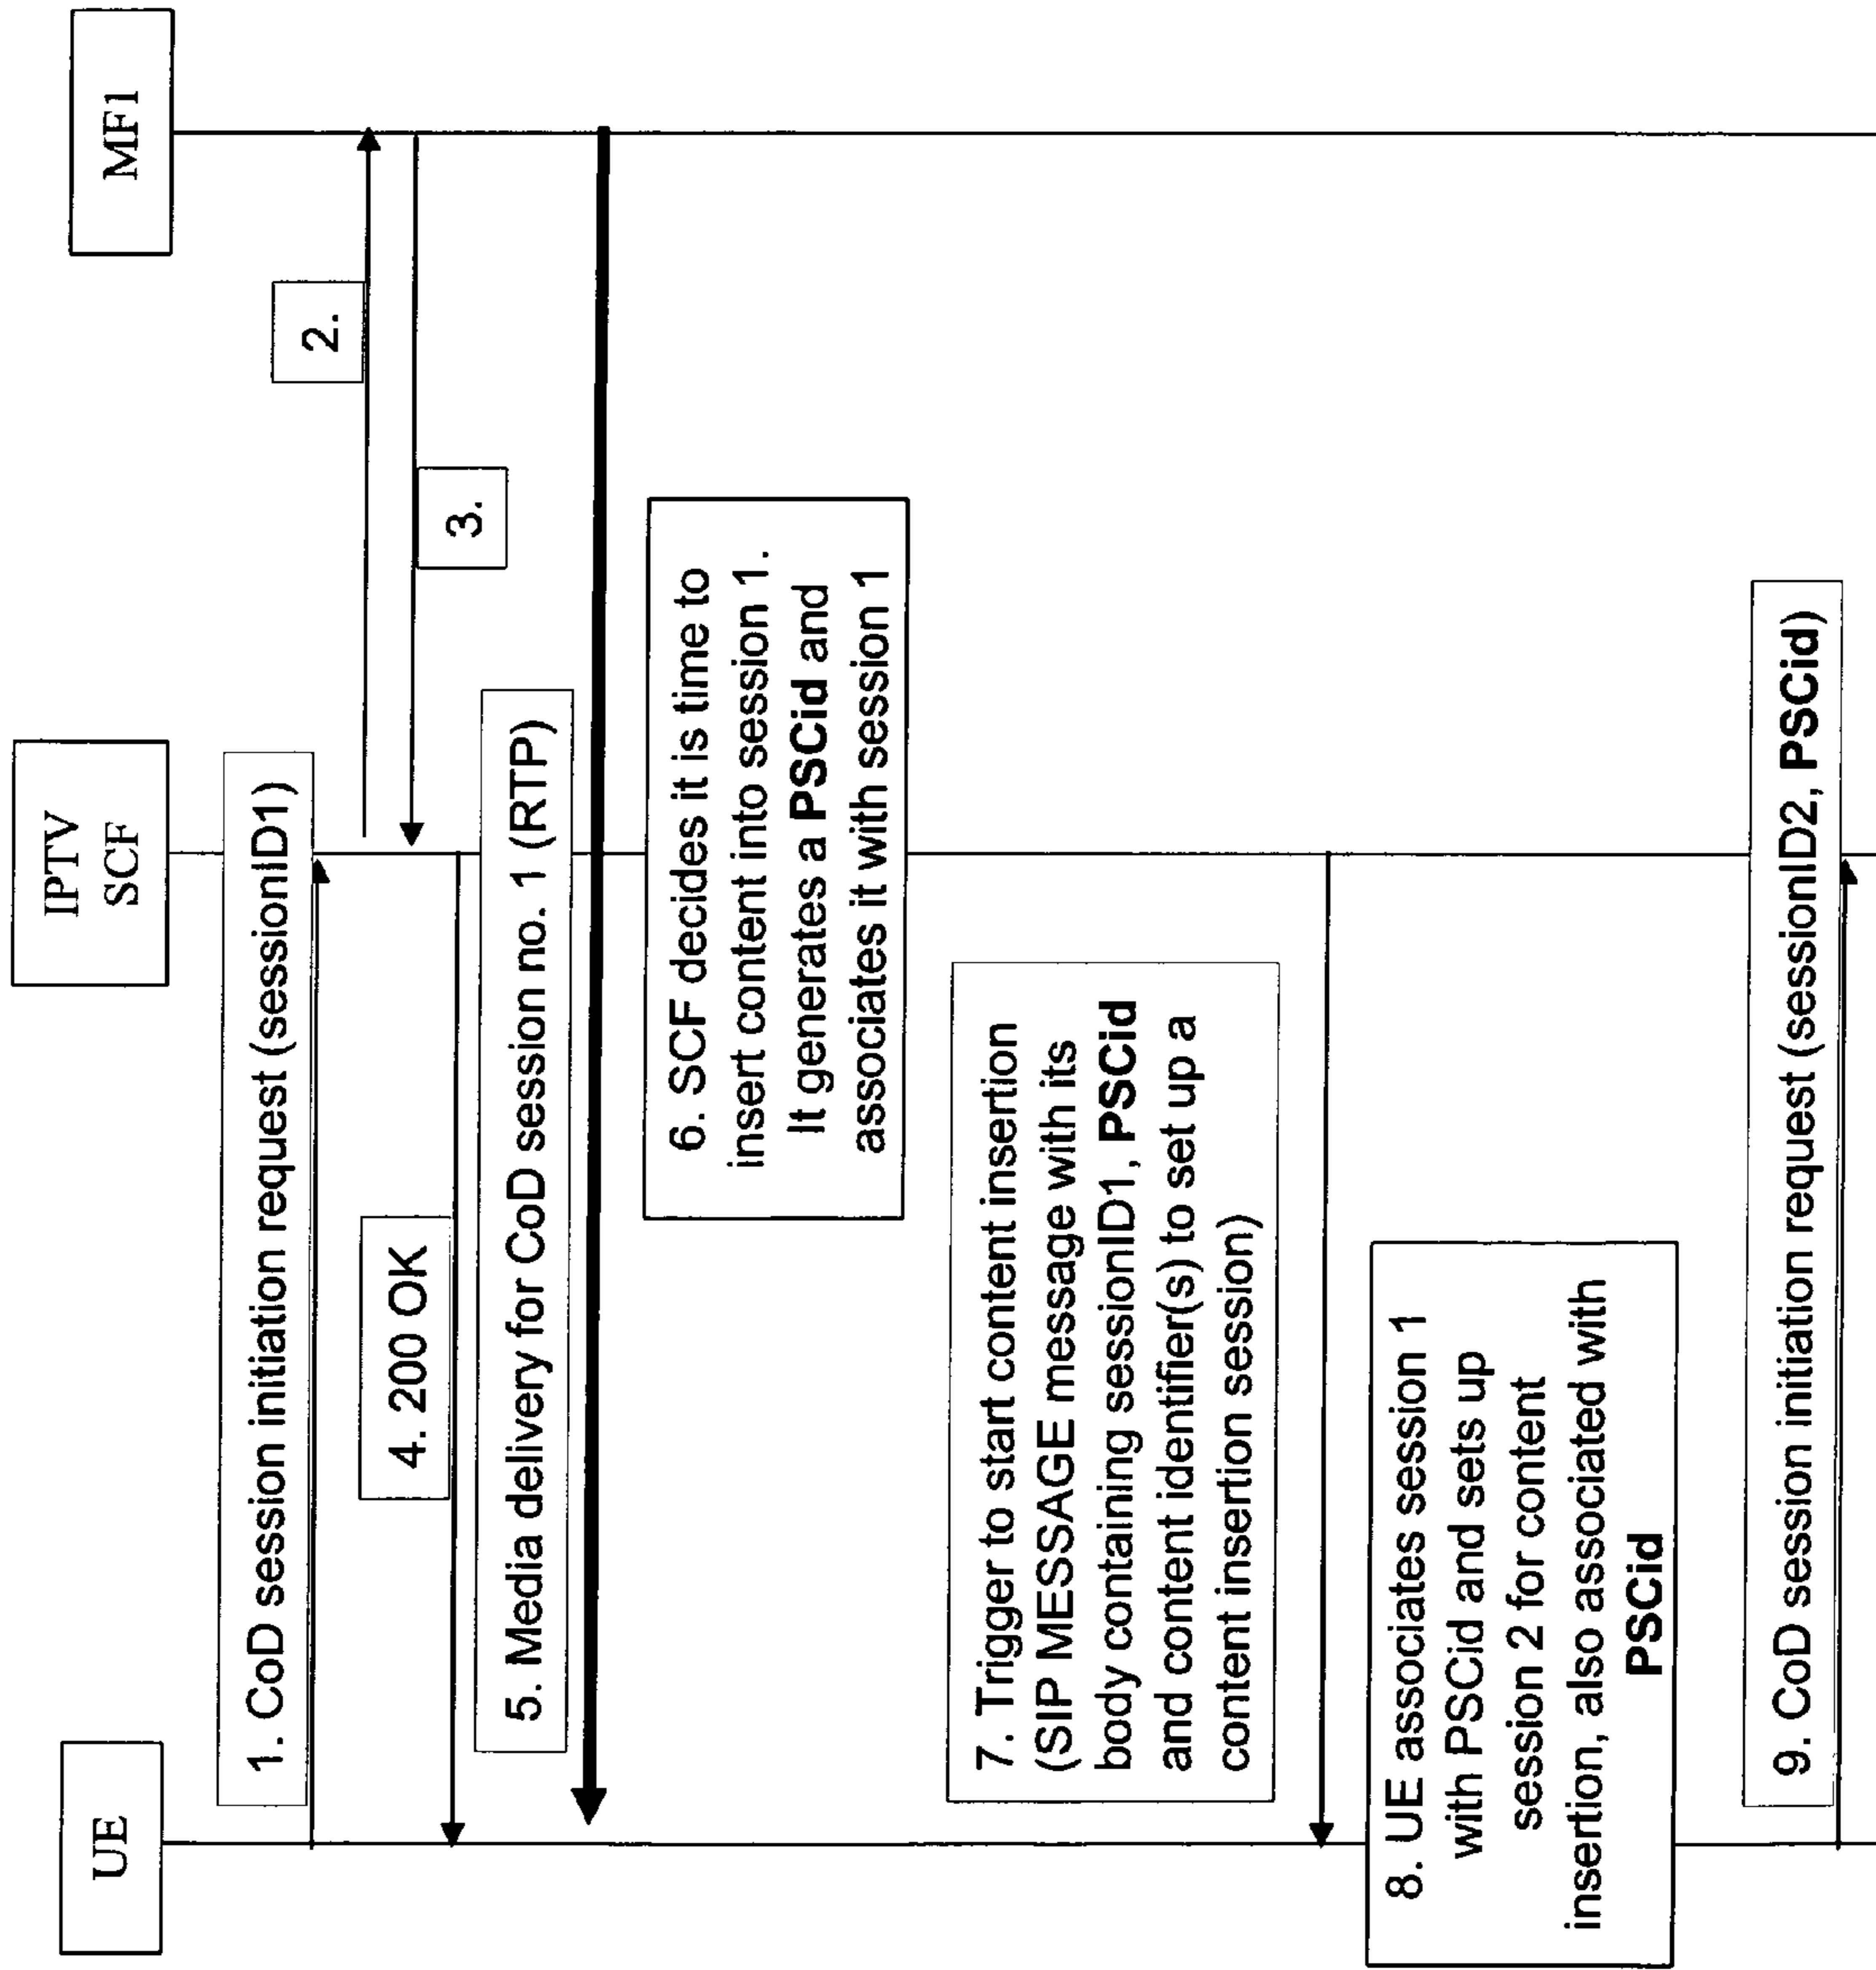 UE
IPTV
SCF
MF1
1. CoD session initiation request (sessionID1)
2.
3.
4. 200 OK
5. Media delivery for CoD session no. 1 (RTP)
6. SCF decides it is time to
insert content into session 1.
It generates a PSCid and
associates it with session 1
7. Trigger to start content insertion
(SIP MESSAGE message with its
body containing sessionID1, PSCid
and content identifier(s) to set up a
content insertion session)
8. UE associates session 1
with PSCid and sets up
session 2 for content
insertion, also associated with
PSCid
9. CoD session initiation request (sessionID2, PSCid)